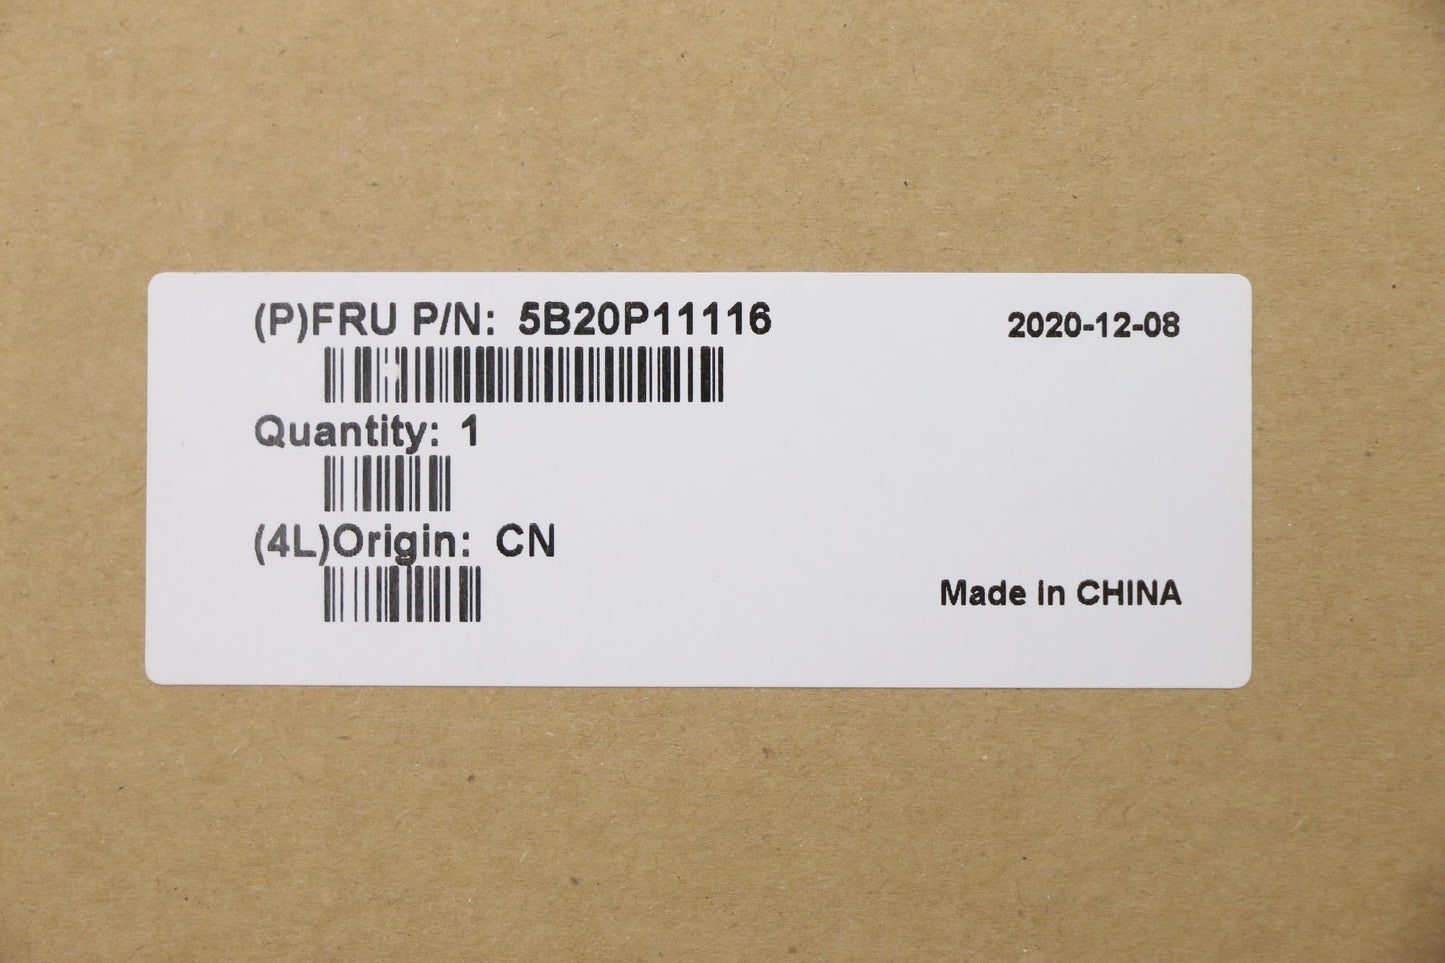 (P)FRU P/N: 5B20P11116
2020-12-08
Quantity: 1
(4L)Origin: CN
Made in CHINA